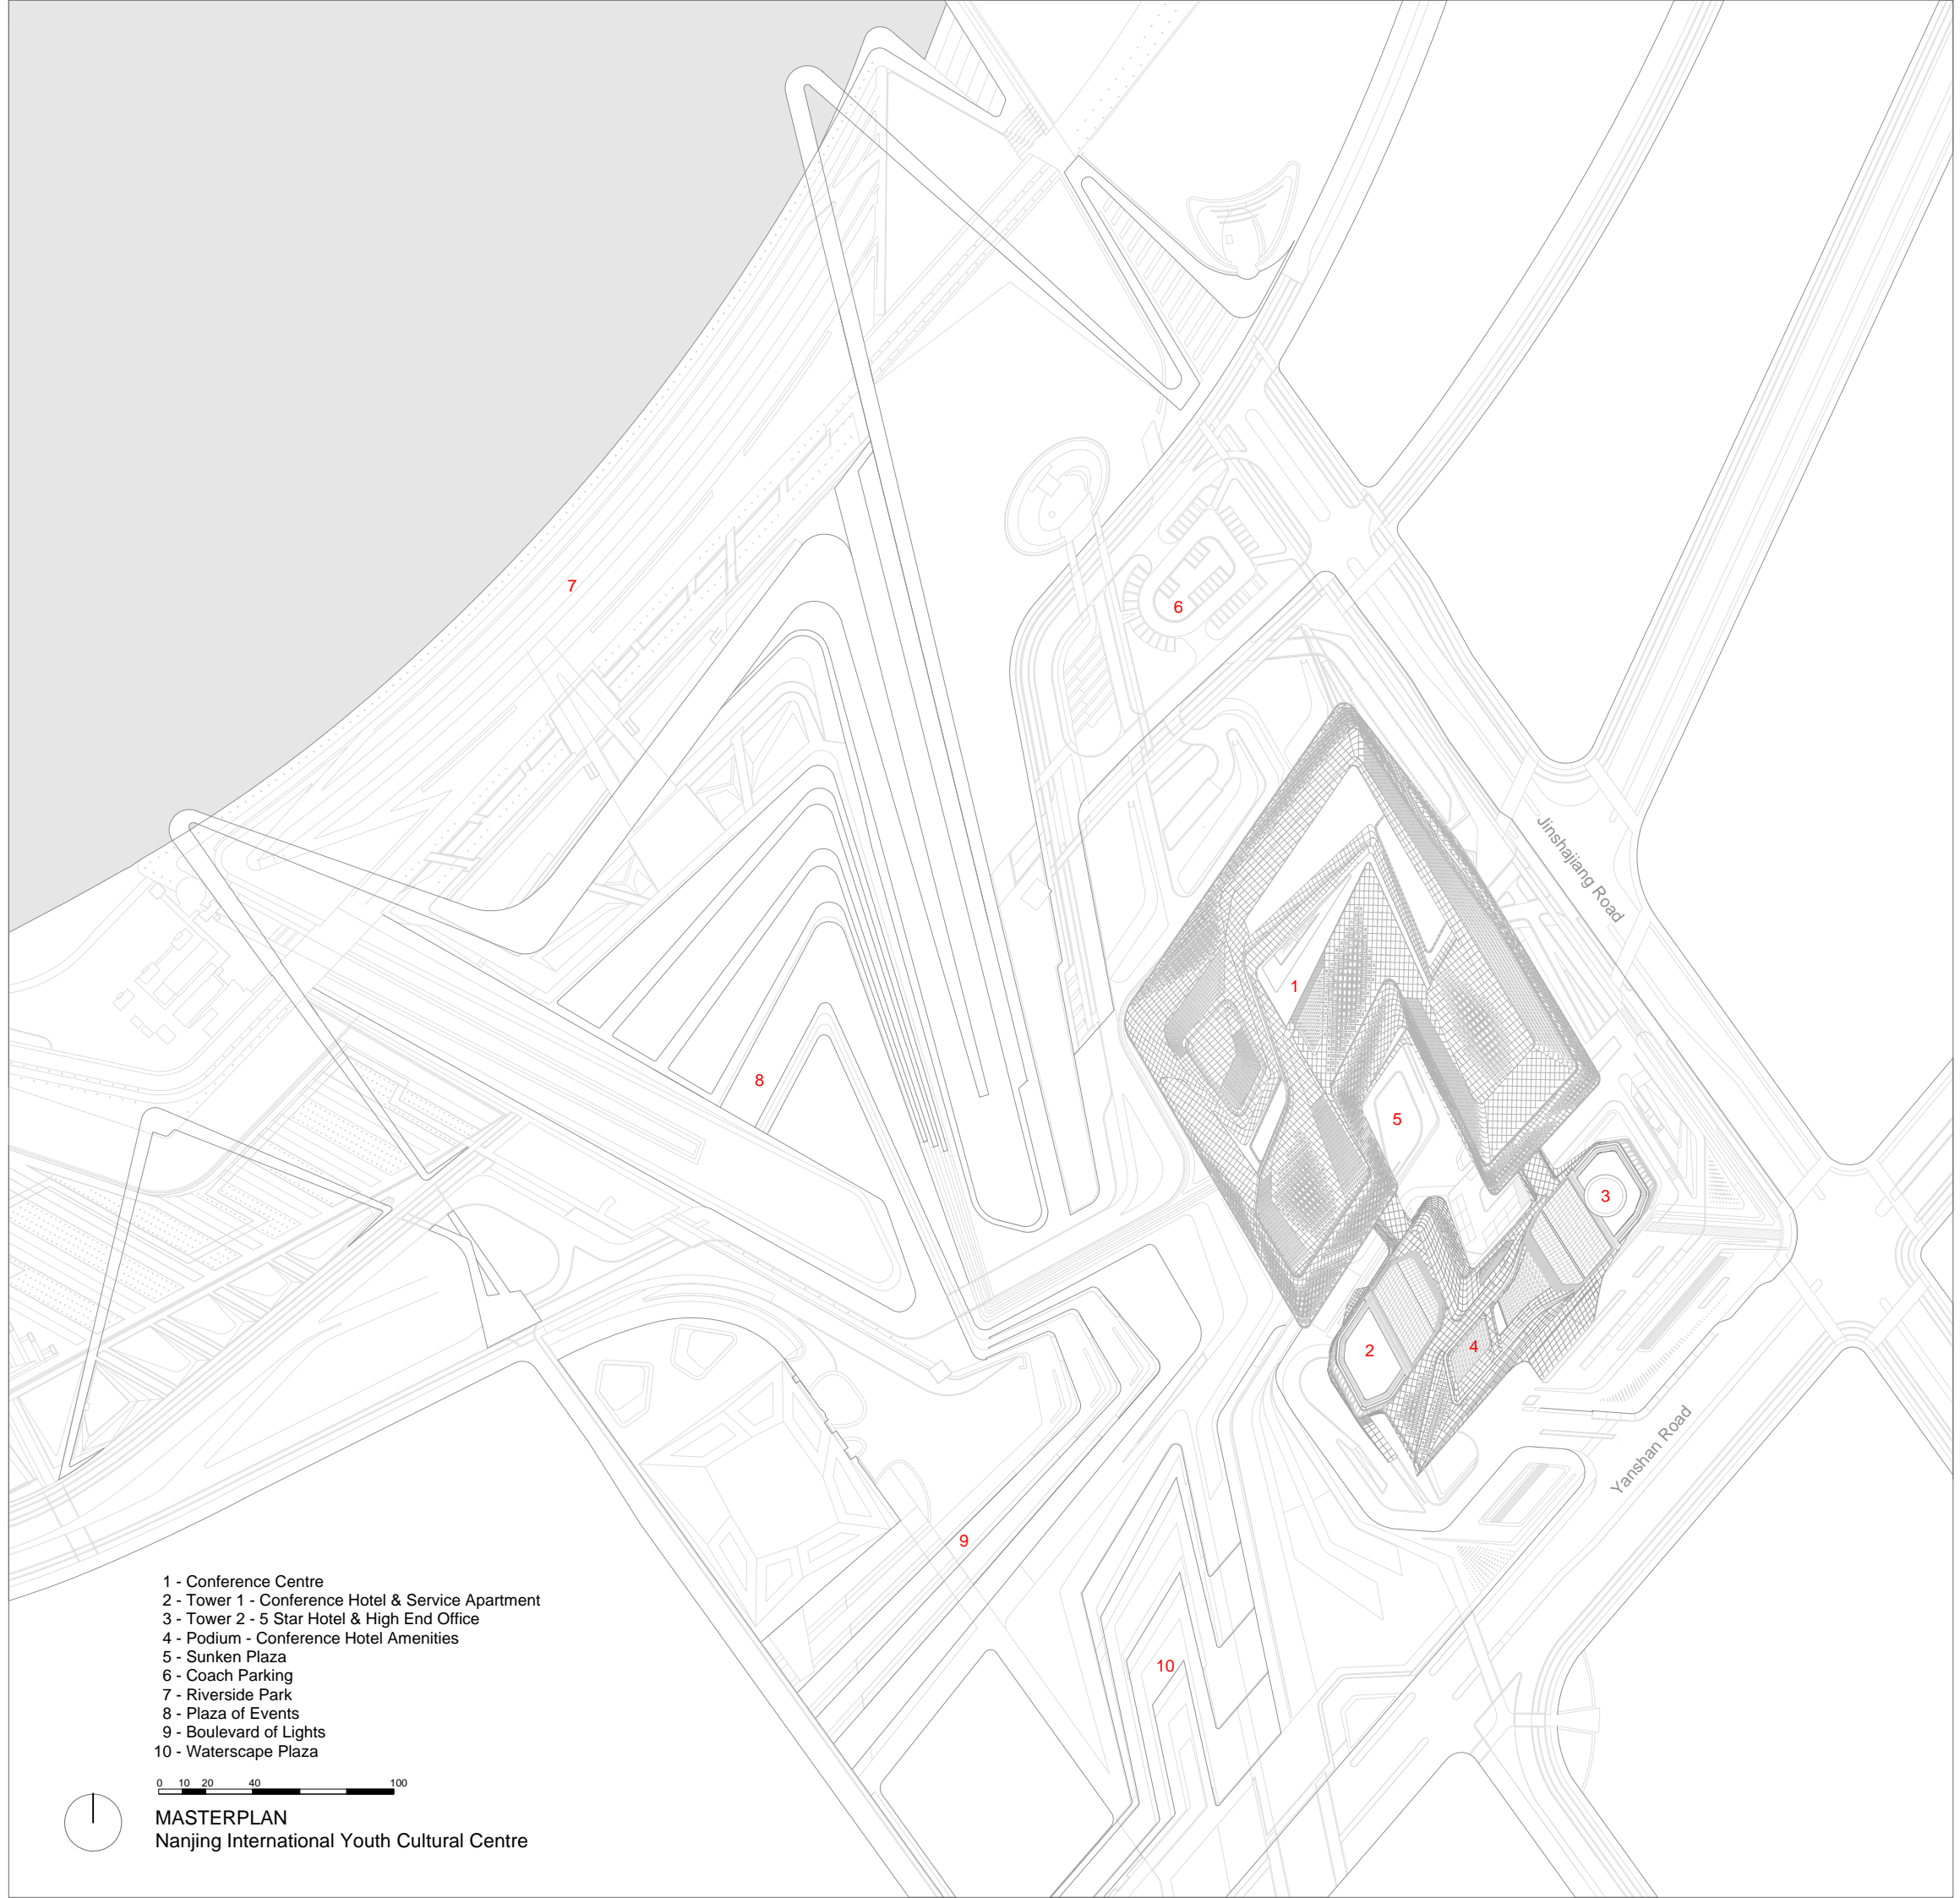 7
6
Jinshajiang Road
1
8
5
3
2
4
Yanshan Road
9
10
1 - Conference Centre
2 - Tower 1 - Conference Hotel & Service Apartment
3 - Tower 2 - 5 Star Hotel & High End Office
4 - Podium - Conference Hotel Amenities
5 - Sunken Plaza
6 - Coach Parking
7 - Riverside Park
8 - Plaza of Events
9 - Boulevard of Lights
10 - Waterscape Plaza
0 10 20 40 100
MASTERPLAN
Nanjing International Youth Cultural Centre